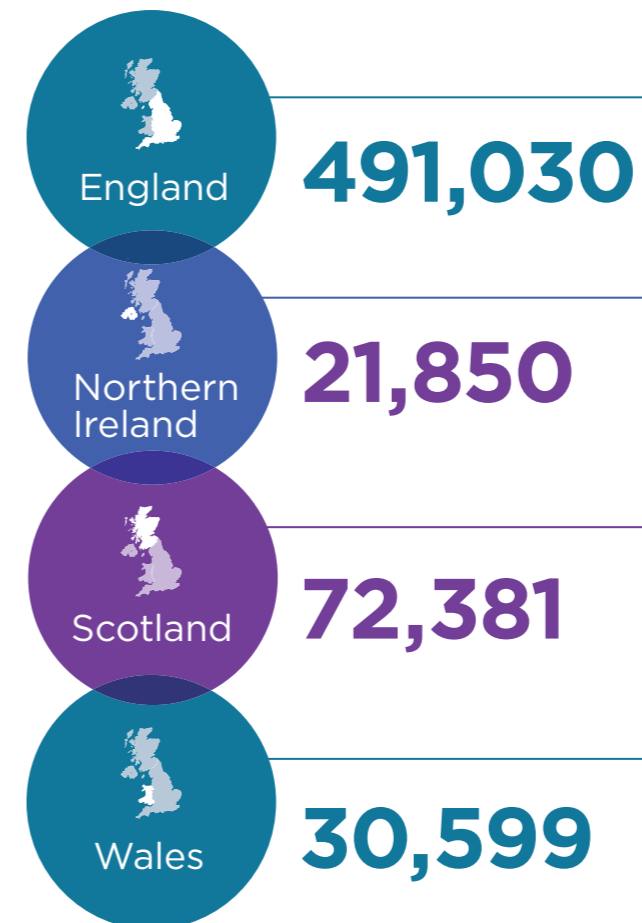 England
491,030
Northern
Ireland
21,850
Scotland
72,381
Wales
30,599